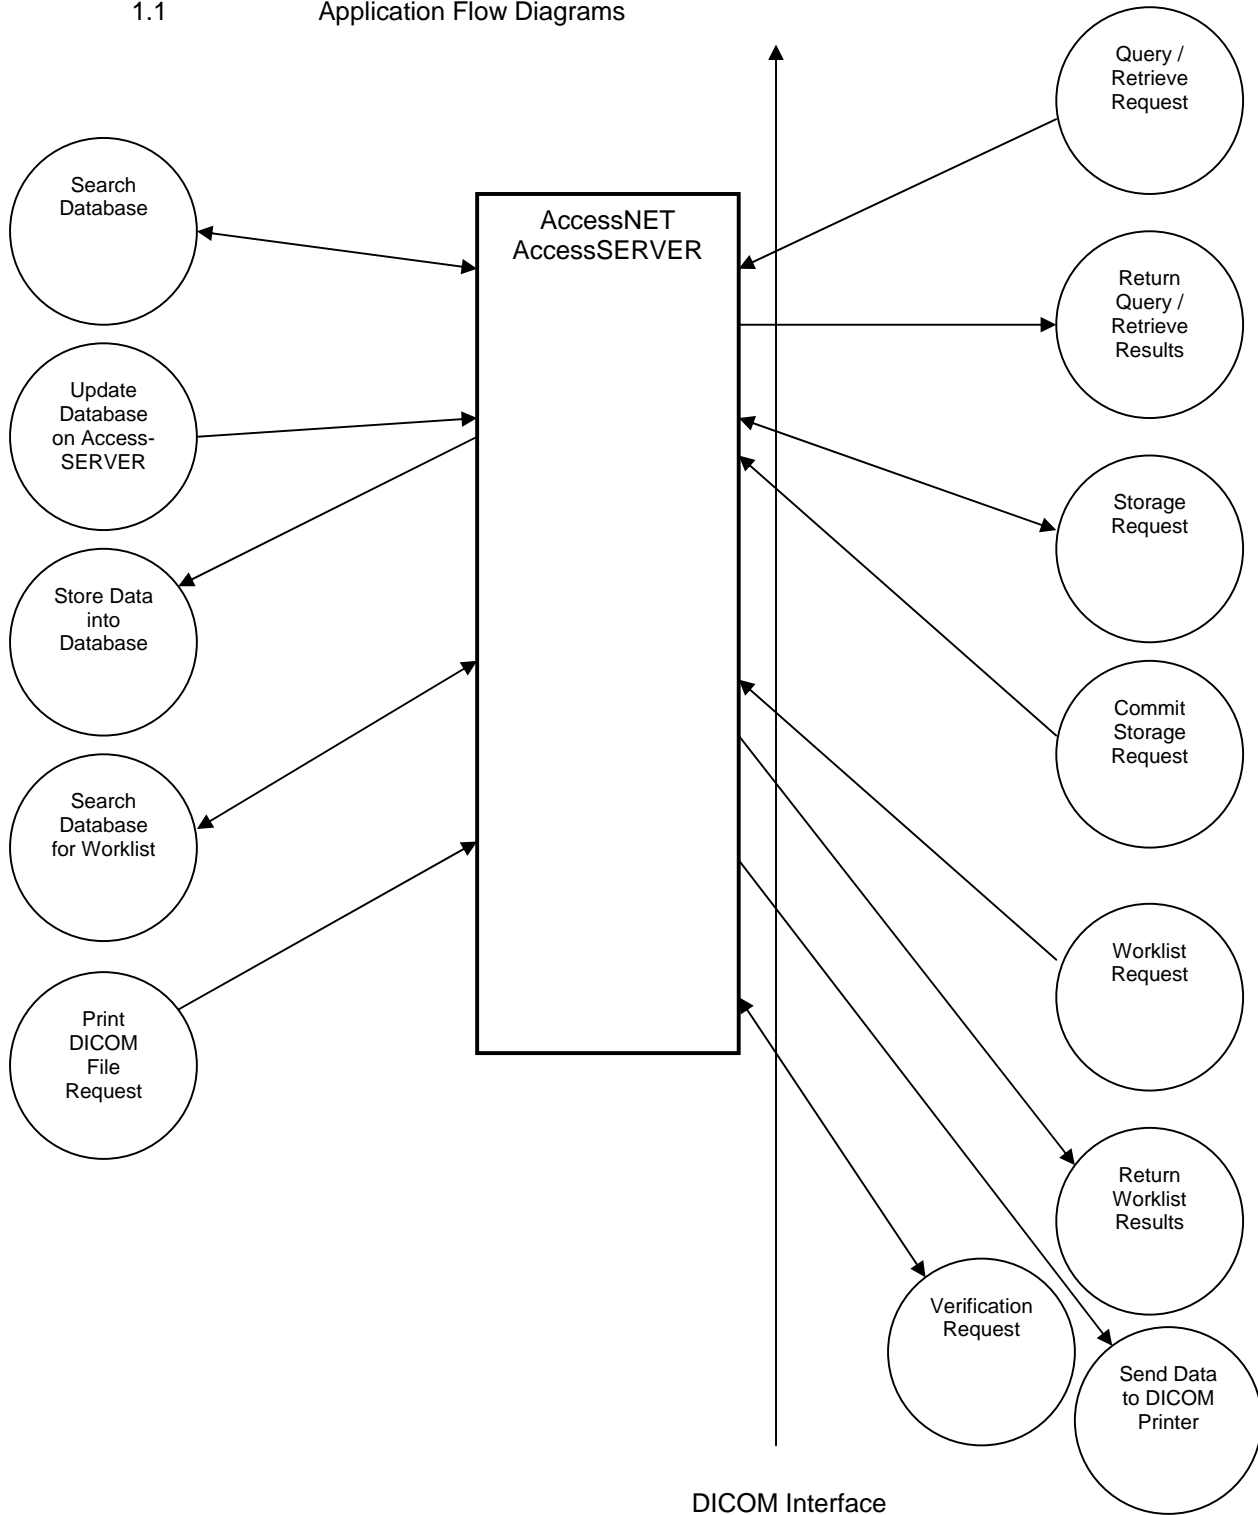 1.1 Application Flow Diagrams
Query /
Retrieve
Request
Search
Database
AccessNET
AccessSERVER
Return
Query /
Retrieve
Results
Update
Database
on Access-
SERVER
Storage
Request
Store Data
into
Database
Commit
Storage
Request
Search
Database
for Worklist
Worklist
Request
Print
DICOM
File
Request
Return
Worklist
Results
Verification
Request
Send Data
to DICOM
Printer
DICOM Interface